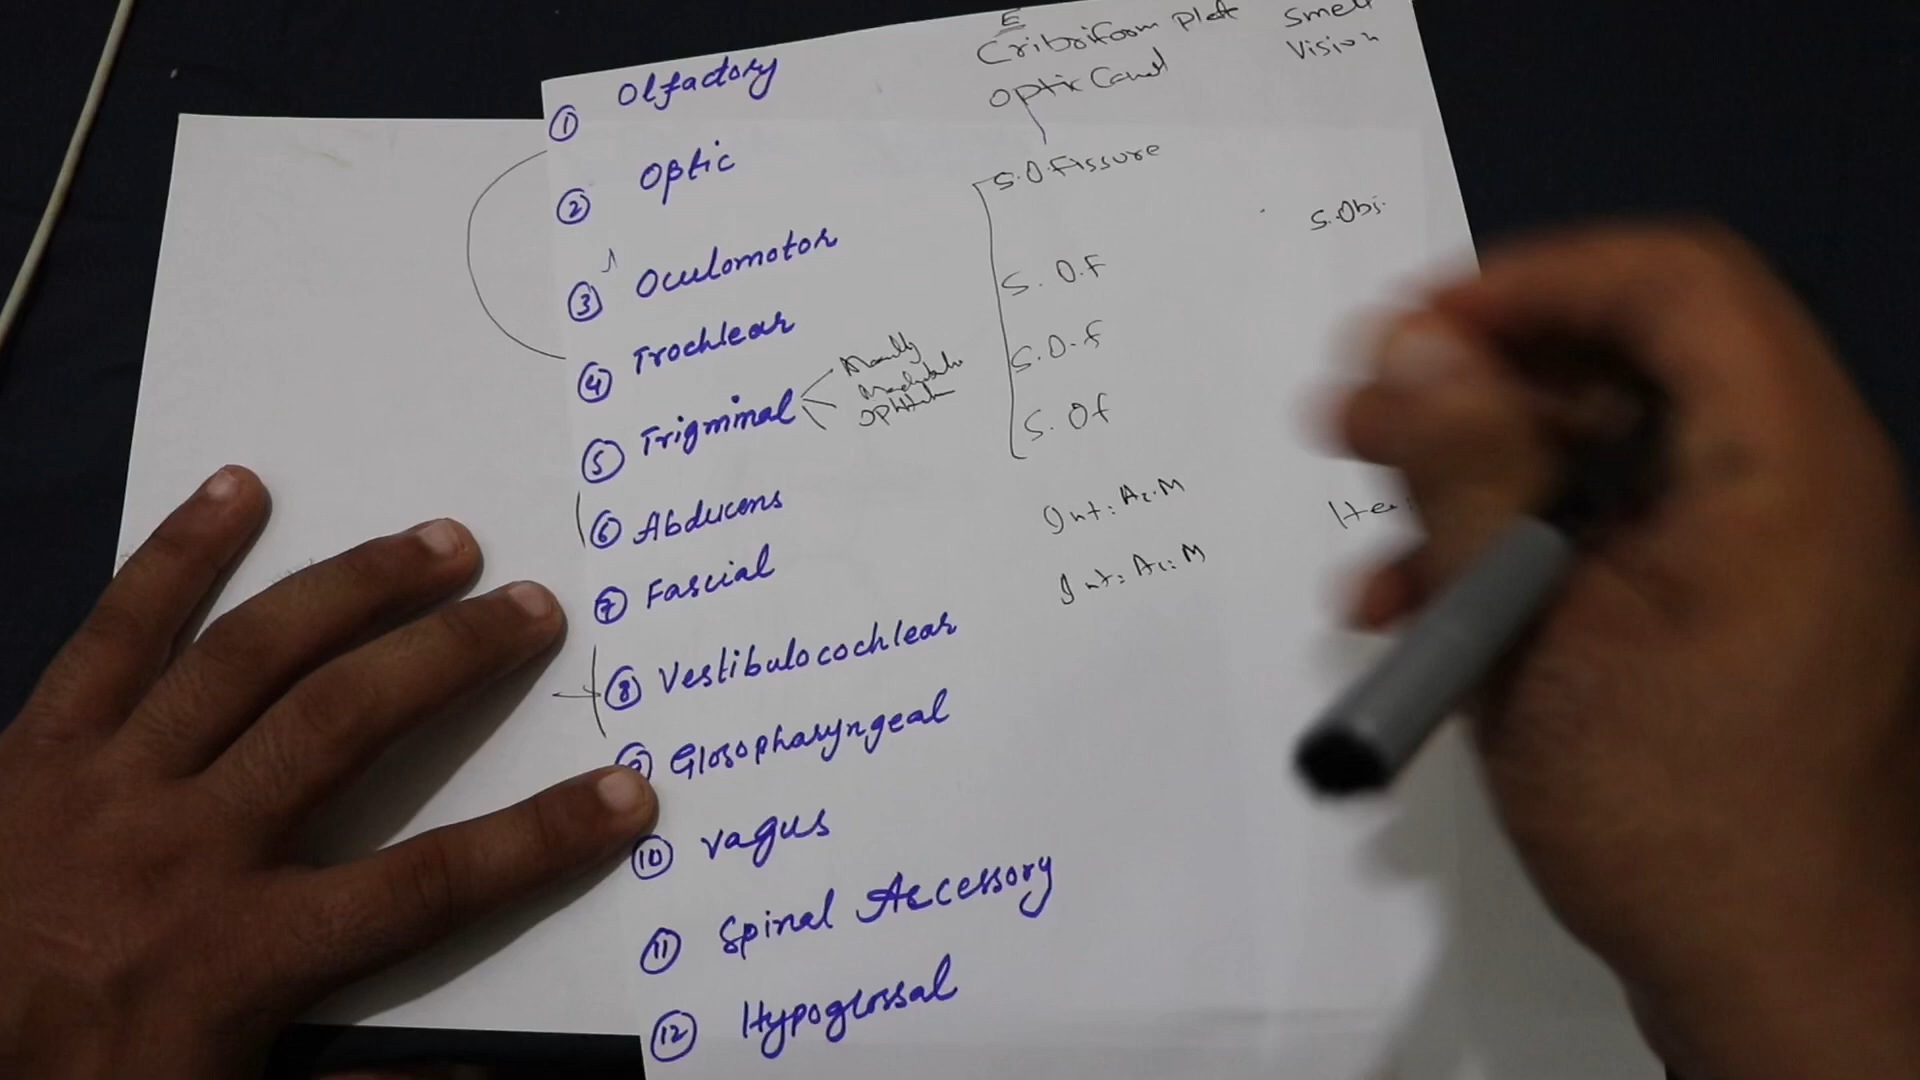 E
Cribriform Plate Smell
① Olfactory Optic Canal Vision
② Optic S.O.Fissure
③ Oculomotor S. O.F S.Obj.
④ Trochlear S.O.F
⑤ Trigminal S. Of
⑥ Abducens Int: Ac.M
⑦ Fascial Int: Ac: M
⑧ Vestibulocochlear
Glosopharyngeal
⑩ Vagus
⑪ Spinal Accessory
⑫ Hypoglossal